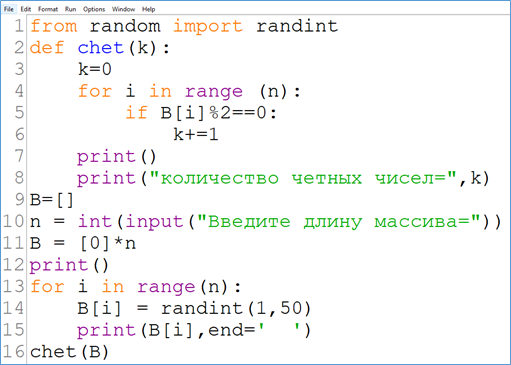 File Edit Format Run Options Window Help
1 from random import randint
2 def chet(k):
3     k=0
4     for i in range (n):
5         if B[i]%2==0:
6             k+=1
7     print()
8     print("количество четных чисел=",k)
9 B=[]
10 n = int(input("Введите длину массива="))
11 B = [0]*n
12 print()
13 for i in range(n):
14     B[i] = randint(1,50)
15     print(B[i],end='  ')
16 chet(B)